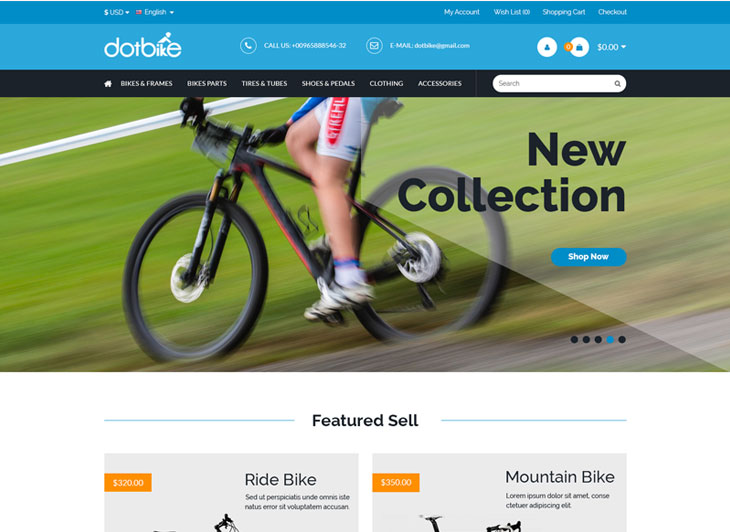 $ USD English My Account Wish List (0) Shopping Cart Checkout
dotbike CALL US: +00965888546-32 E-MAIL: dotbike@gmail.com 0 $0.00
BIKES & FRAMES BIKES PARTS TIRES & TUBES SHOES & PEDALS CLOTHING ACCESSORIES Search
New
Collection
Shop Now
Featured Sell
$320.00 Ride Bike
Sed ut perspiciatis unde omnis iste
natus error sit voluptatem accusan.
$350.00 Mountain Bike
Lorem ipsum dolor sit amet, conse
ctetuer adipiscing elit.